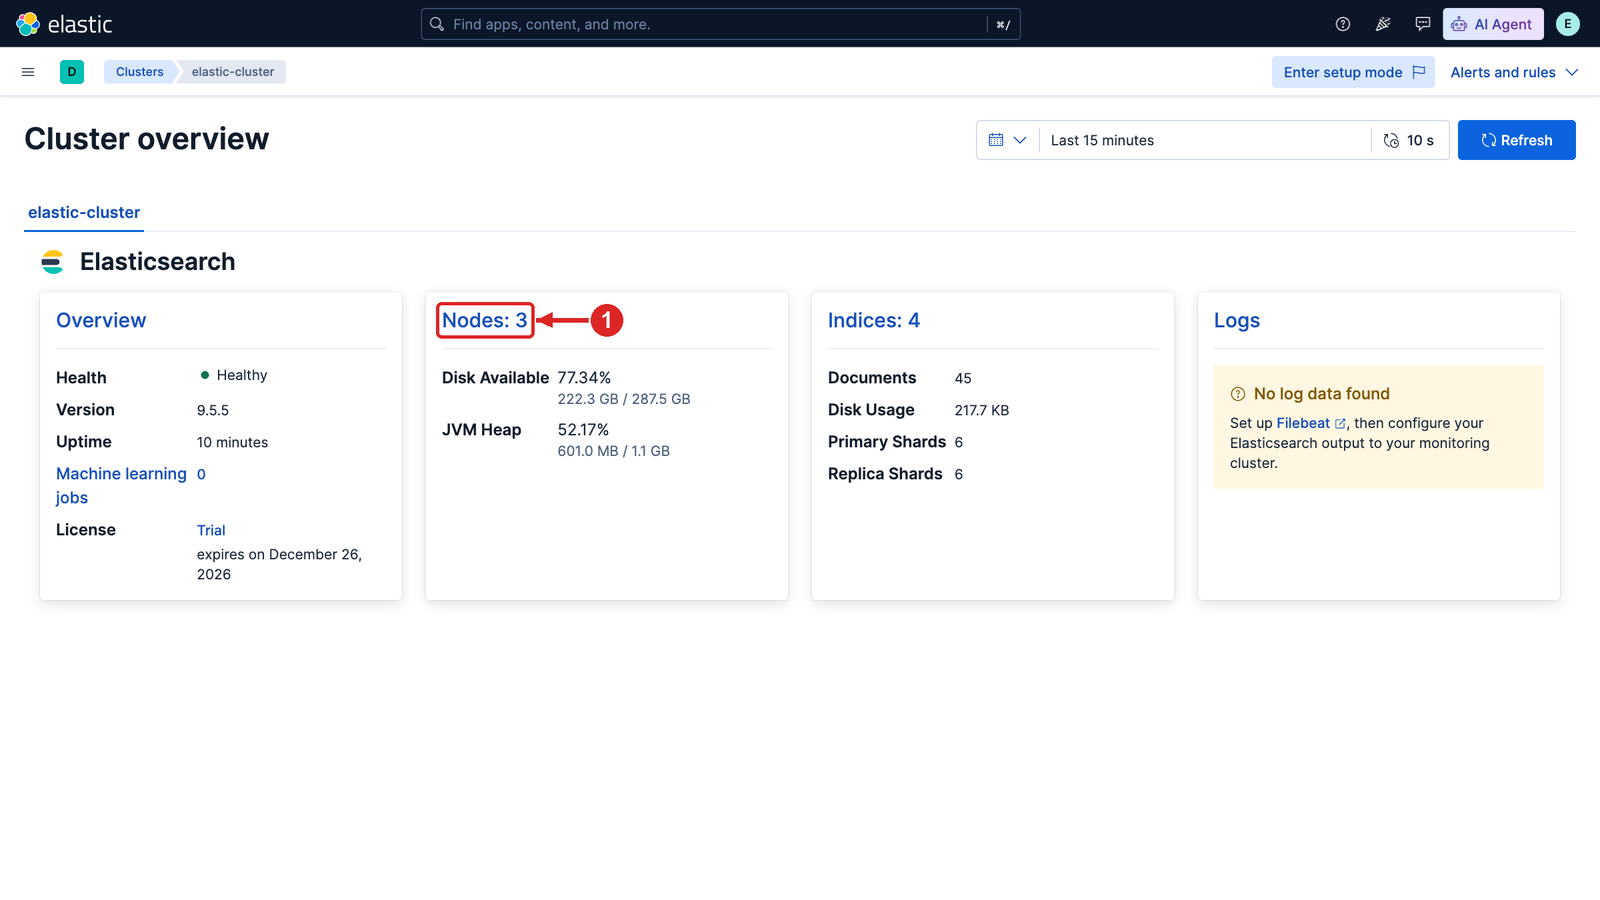 elastic
Find apps, content, and more.
⌘/
AI Agent
E
D
Clusters
elastic-cluster
Enter setup mode
Alerts and rules
Cluster overview
Last 15 minutes
10 s
Refresh
elastic-cluster
Elasticsearch
Overview
Health
Healthy
Version
9.5.5
Uptime
10 minutes
Machine learning jobs
0
License
Trial
expires on December 26,
2026
Nodes: 3
1
Disk Available
77.34%
222.3 GB / 287.5 GB
JVM Heap
52.17%
601.0 MB / 1.1 GB
Indices: 4
Documents
45
Disk Usage
217.7 KB
Primary Shards
6
Replica Shards
6
Logs
No log data found
Set up Filebeat, then configure your
Elasticsearch output to your monitoring
cluster.